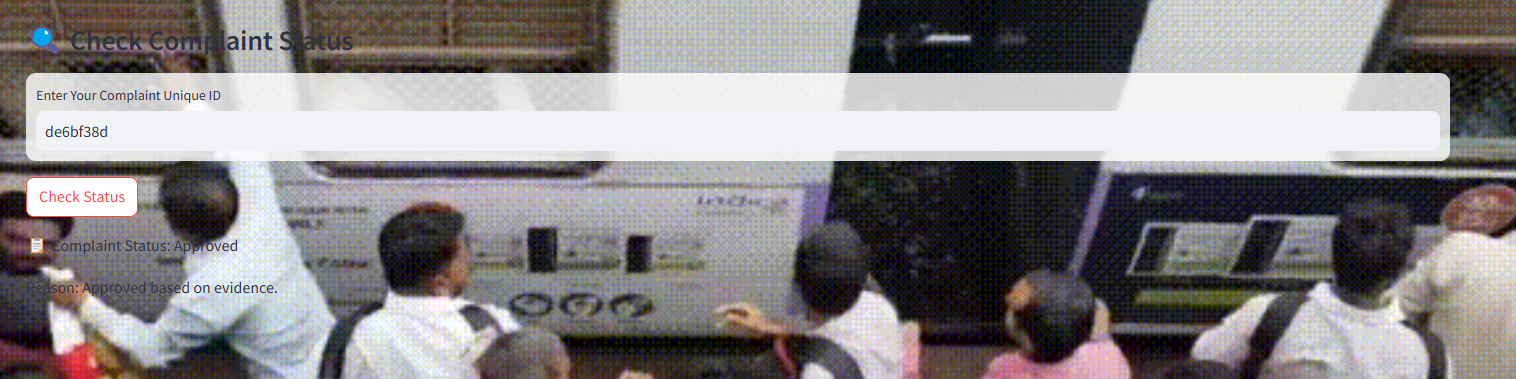 Check Complaint Status
Enter Your Complaint Unique ID
de6bf38d
Check Status
Complaint Status: Approved
Reason: Approved based on evidence.